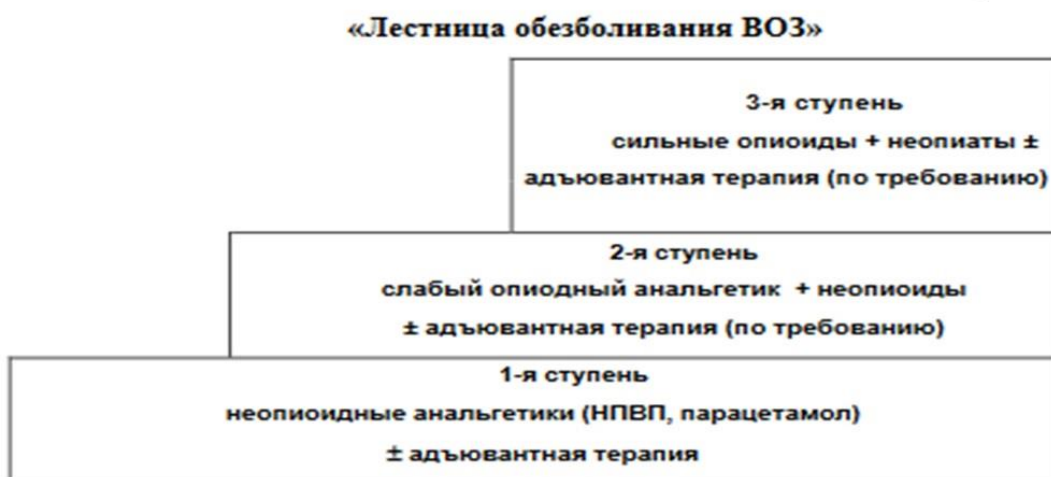 «Лестница обезболивания ВОЗ»
3-я ступень
сильные опиоиды + неопиаты ±
адъювантная терапия (по требованию)
2-я ступень
слабый опиодный анальгетик + неопиоиды
± адъювантная терапия (по требованию)
1-я ступень
неопиоидные анальгетики (НПВП, парацетамол)
± адъювантная терапия